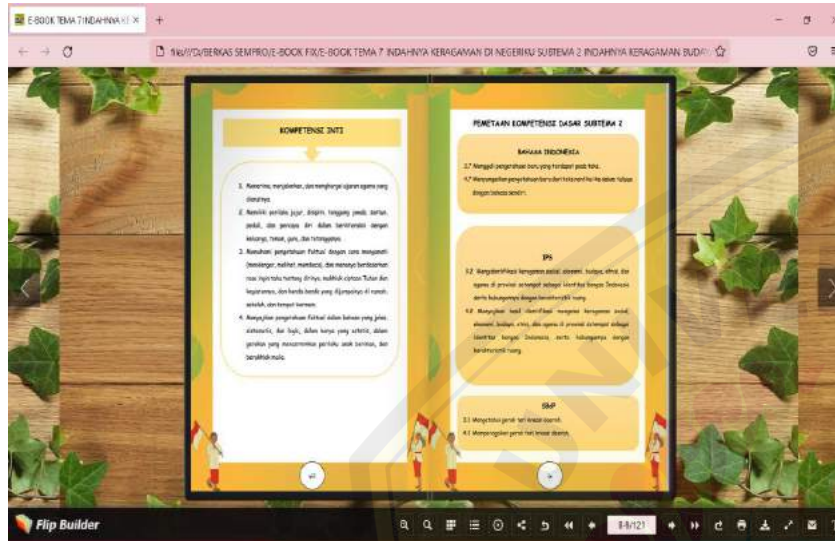 E-BOOK TEMA 7 INDAHNYA KE
file:///D:/BERKAS SEMPRO/E-BOOK FIX/E-BOOK TEMA 7 INDAHNYA KERAGAMAN DI NEGERIKU SUBTEMA 2 INDAHNYA KERAGAMAN BUDAY
KOMPETENSI INTI
1. Menerima, menjalankan, dan menghargai ajaran agama yang
dianutnya.
2. Memiliki perilaku jujur, disiplin, tanggung jawab, santun,
peduli, dan percaya diri dalam berinteraksi dengan
keluarga, teman, guru, dan tetangganya.
3. Memahami pengetahuan faktual dengan cara mengamati
(mendengar, melihat, membaca), dan menanya berdasarkan
rasa ingin tahu tentang dirinya, makhluk ciptaan Tuhan dan
kegiatannya, dan benda-benda yang dijumpainya di rumah,
sekolah, dan tempat bermain.
4. Menyajikan pengetahuan faktual dalam bahasa yang jelas,
sistematis, dan logis, dalam karya yang estetis, dalam
gerakan yang mencerminkan perilaku anak beriman, dan
berakhlak mulia.
PEMETAAN KOMPETENSI DASAR SUBTEMA 2
BAHASA INDONESIA
3.7 Menggali pengetahuan baru yang terdapat pada teks.
4.7 Menyampaikan pengetahuan baru dari teks nonfiksi ke dalam tulisan
dengan bahasa sendiri.
IPS
3.2 Mengidentifikasi keragaman sosial, ekonomi, budaya, etnis, dan
agama di provinsi setempat sebagai identitas bangsa Indonesia
serta hubungannya dengan karakteristik ruang.
4.2 Menyajikan hasil identifikasi mengenai keragaman sosial,
ekonomi, budaya, etnis, dan agama di provinsi setempat sebagai
identitas bangsa Indonesia, serta hubungannya dengan
karakteristik ruang.
SBdP
3.3 Mengetahui gerak tari kreasi daerah.
4.3 Memperagakan gerak tari kreasi daerah.
Flip Builder
8-9/121